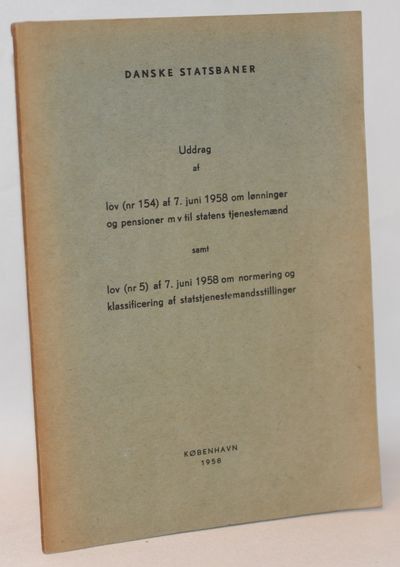 DANSKE STATSBANER
Uddrag
af
lov (nr 154) af 7. juni 1958 om lønninger
og pensioner m v til statens tjenestemænd
samt
lov (nr 5) af 7. juni 1958 om normering og
klassificering af statstjenestemandsstillinger
KØBENHAVN
1958